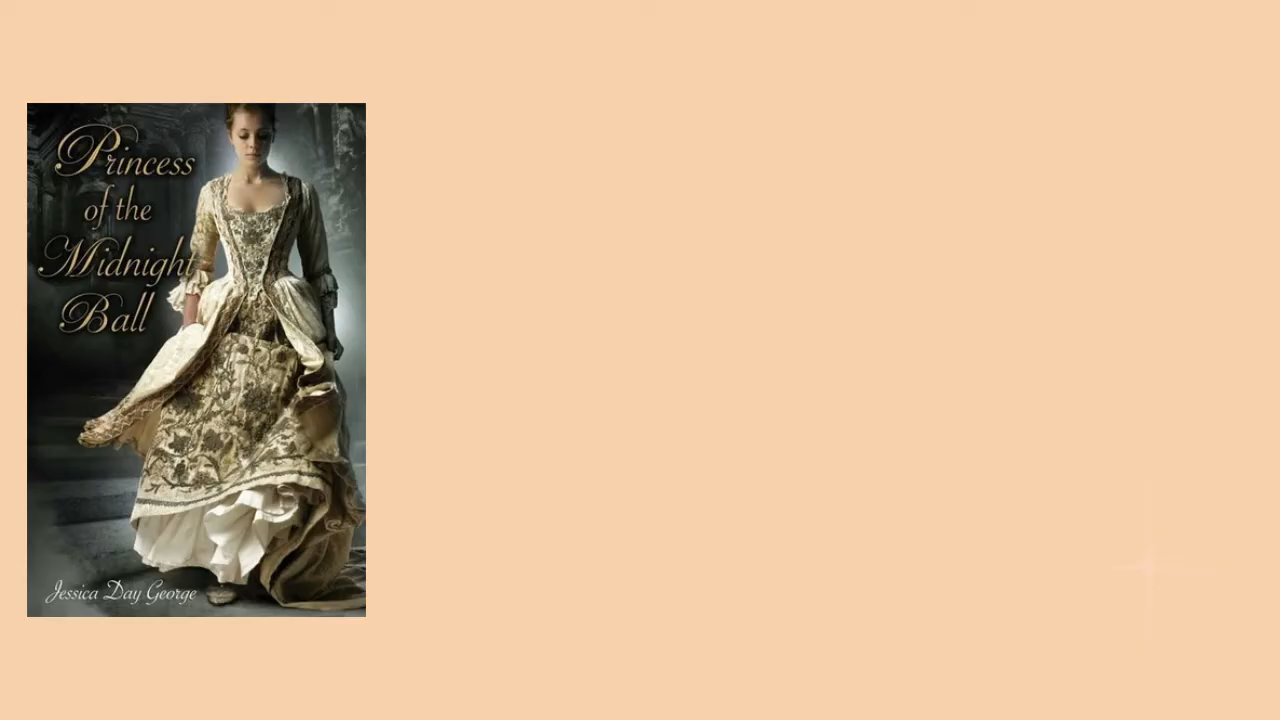 Princess
of the
Midnight
Ball
Jessica Day George